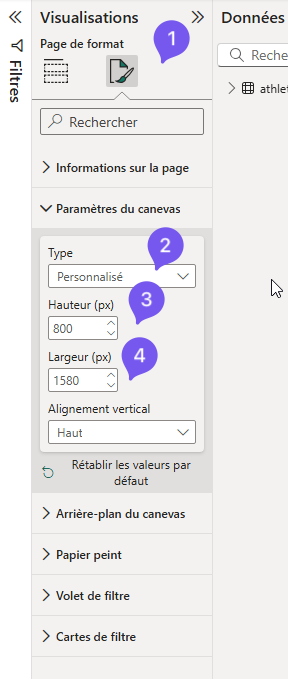 Visualisations
Données
Page de format
1
Filtres
Reche
athlet
Rechercher
Informations sur la page
Paramètres du canevas
Type
2
Personnalisé
Hauteur (px)
3
800
Largeur (px)
4
1580
Alignement vertical
Haut
Rétablir les valeurs par
défaut
Arrière-plan du canevas
Papier peint
Volet de filtre
Cartes de filtre